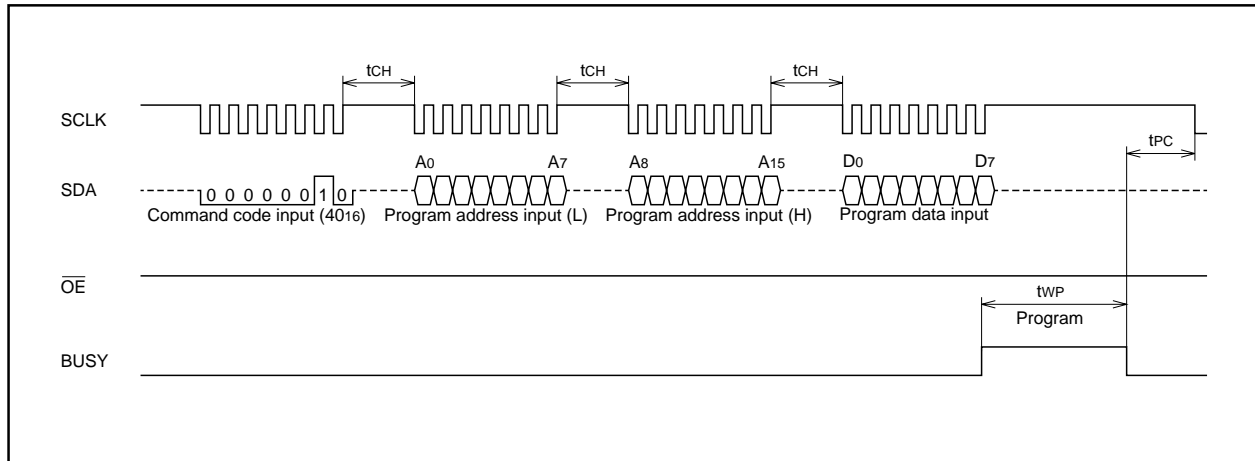 tCH tCH tCH
SCLK
tPC
A0 A7 A8 A15 D0 D7
SDA
0 0 0 0 0 0 1 0
Command code input (4016) Program address input (L) Program address input (H) Program data input
OE
tWP
Program
BUSY